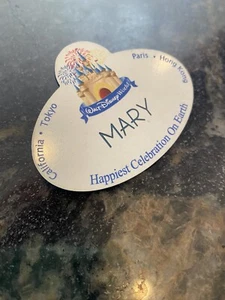 California • Tokyo
Paris • Hong Kong
Walt Disney World
MARY
Happiest Celebration On Earth